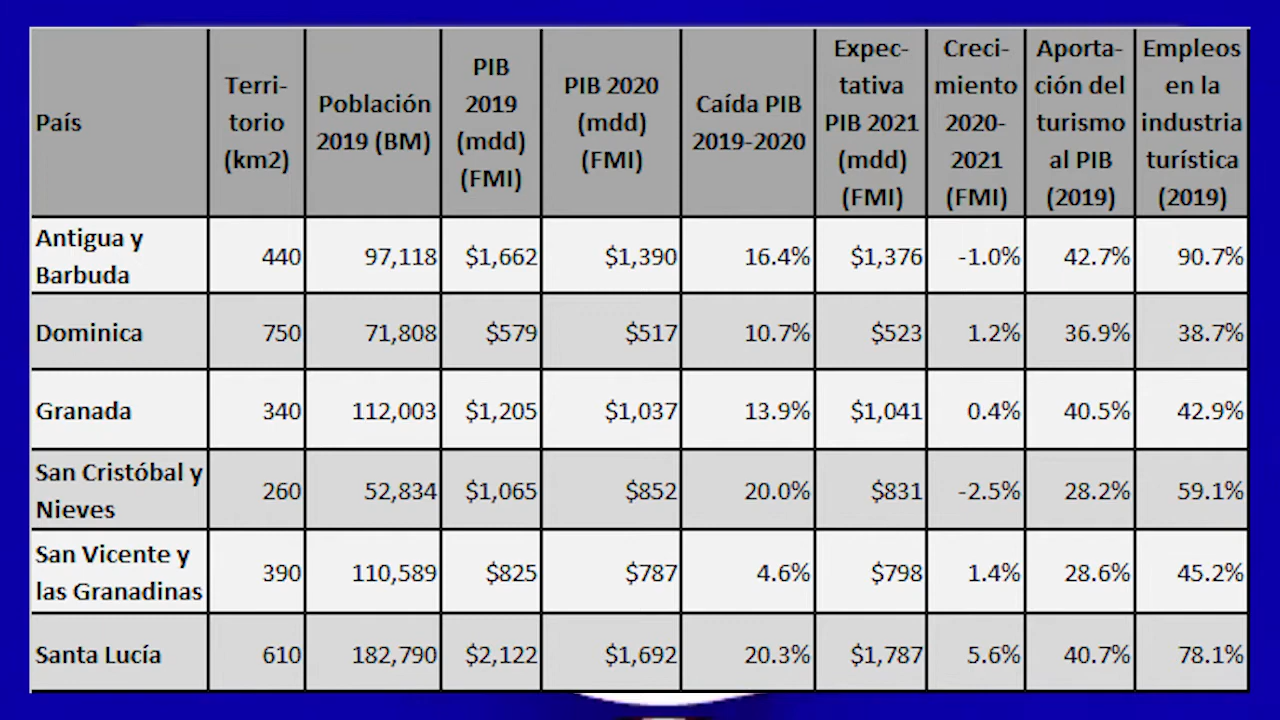 País
Terri-
torio
(km2)
Población
2019 (BM)
PIB
2019
(mdd)
(FMI)
PIB 2020
(mdd)
(FMI)
Caída PIB
2019-2020
Expec-
tativa
PIB 2021
(mdd)
(FMI)
Creci-
miento
2020-
2021
(FMI)
Aporta-
ción del
turismo
al PIB
(2019)
Empleos
en la
industria
turística
(2019)
Antigua y
Barbuda
440 97,118 $1,662 $1,390 16.4% $1,376 -1.0% 42.7% 90.7%
Dominica 750 71,808 $579 $517 10.7% $523 1.2% 36.9% 38.7%
Granada 340 112,003 $1,205 $1,037 13.9% $1,041 0.4% 40.5% 42.9%
San Cristóbal y
Nieves
260 52,834 $1,065 $852 20.0% $831 -2.5% 28.2% 59.1%
San Vicente y
las Granadinas
390 110,589 $825 $787 4.6% $798 1.4% 28.6% 45.2%
Santa Lucía 610 182,790 $2,122 $1,692 20.3% $1,787 5.6% 40.7% 78.1%